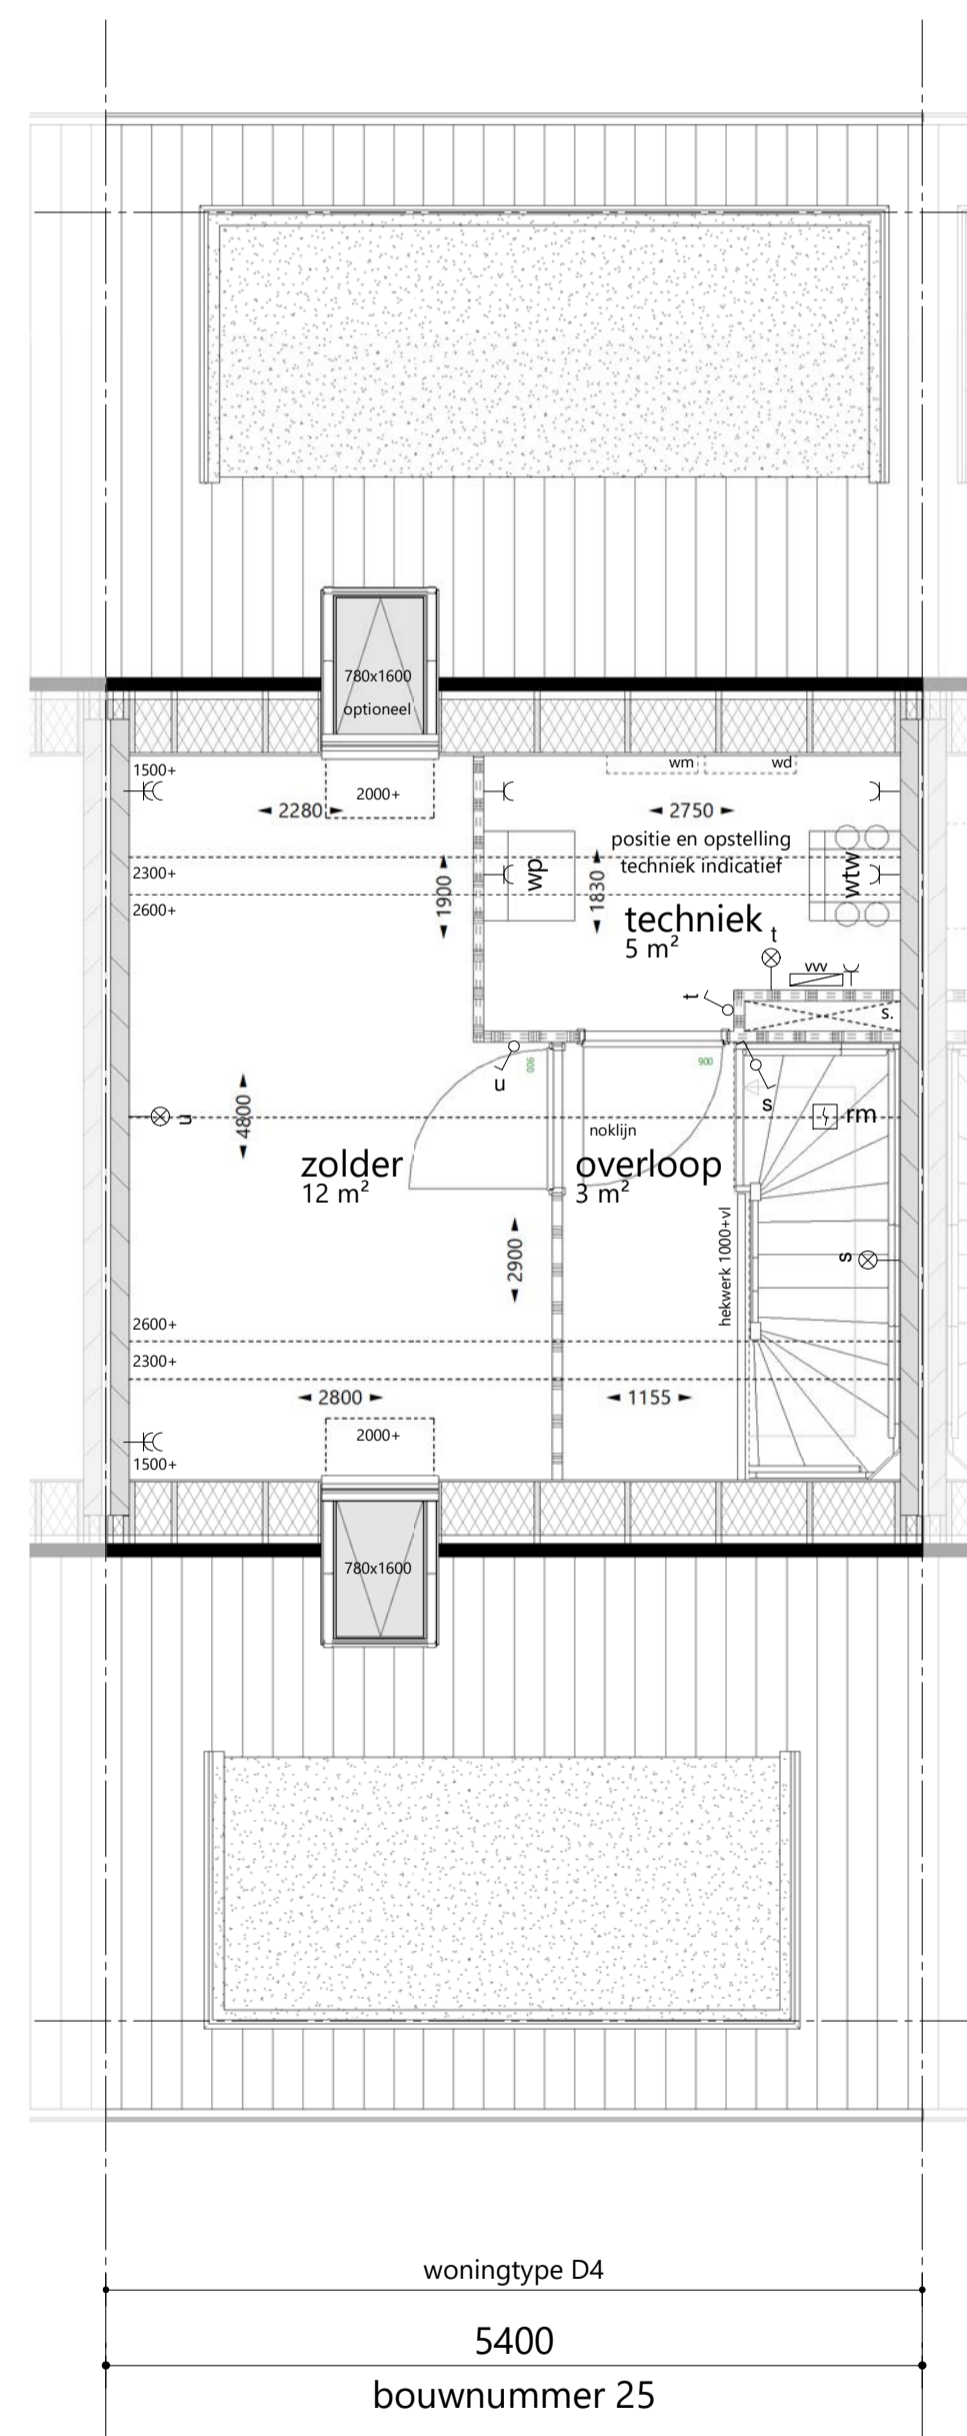 780x1600
optioneel
1500+
2280
2000+
wm
wd
2750
positie en opstelling
techniek indicatief
2300+
2600+
1900
wp
1830
wtw
techniek
5 m²
t
vvv
t
s.
u
900
900
s
rm
u
4800
noklijn
zolder
12 m²
overloop
3 m²
2900
hekwerk 1000+vl
s
2600+
2300+
2800
1155
2000+
1500+
780x1600
woningtype D4
5400
bouwnummer 25